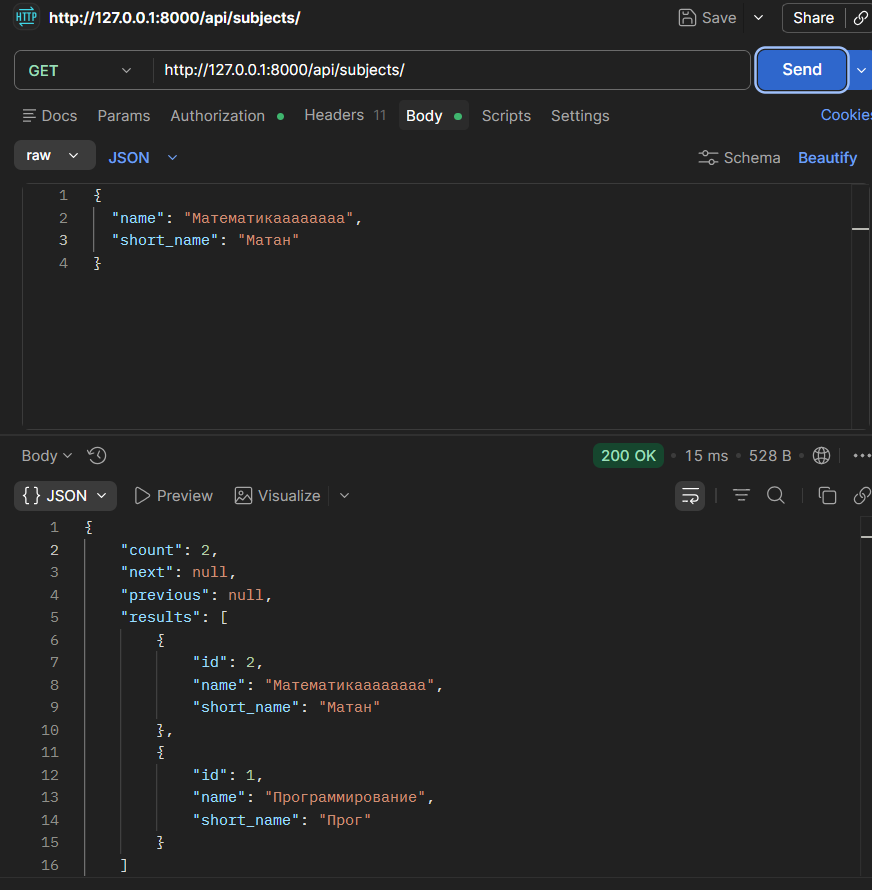 HTTP http://127.0.0.1:8000/api/subjects/ Save Share
GET http://127.0.0.1:8000/api/subjects/ Send
Docs Params Authorization Headers 11 Body Scripts Settings Cookies
raw JSON Schema Beautify
1 {
2 "name": "Математикаааааааа",
3 "short_name": "Матан"
4 }
Body 200 OK 15 ms 528 B
{} JSON Preview Visualize
1 {
2 "count": 2,
3 "next": null,
4 "previous": null,
5 "results": [
6 {
7 "id": 2,
8 "name": "Математикаааааааа",
9 "short_name": "Матан"
10 },
11 {
12 "id": 1,
13 "name": "Программирование",
14 "short_name": "Прог"
15 }
16 ]